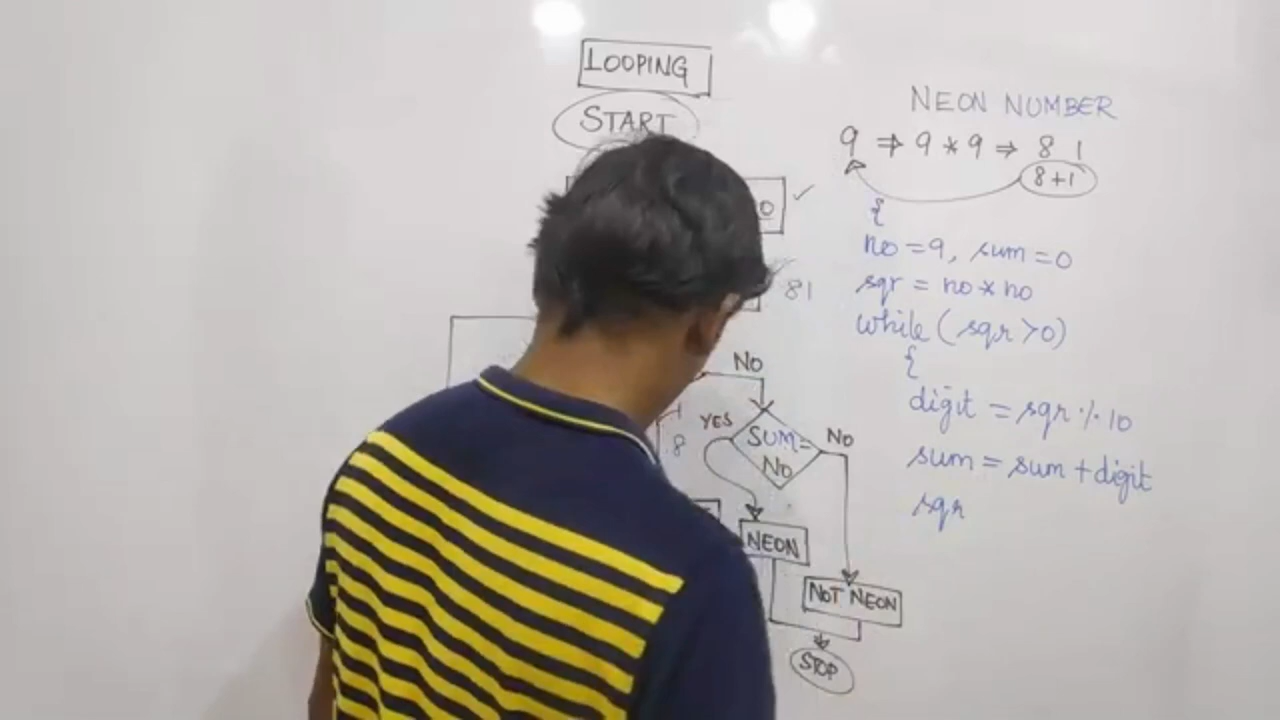 LOOPING
START
NEON NUMBER
9 ⇒ 9 * 9 ⇒ 8 1
8+1
{
no = 9, sum = 0
sqr = no * no
while ( sqr > 0)
{
digit = sqr % 10
sum = sum + digit
sqr
81
NO
YES
SUM=
NO
NO
8
NEON
NOT NEON
STOP